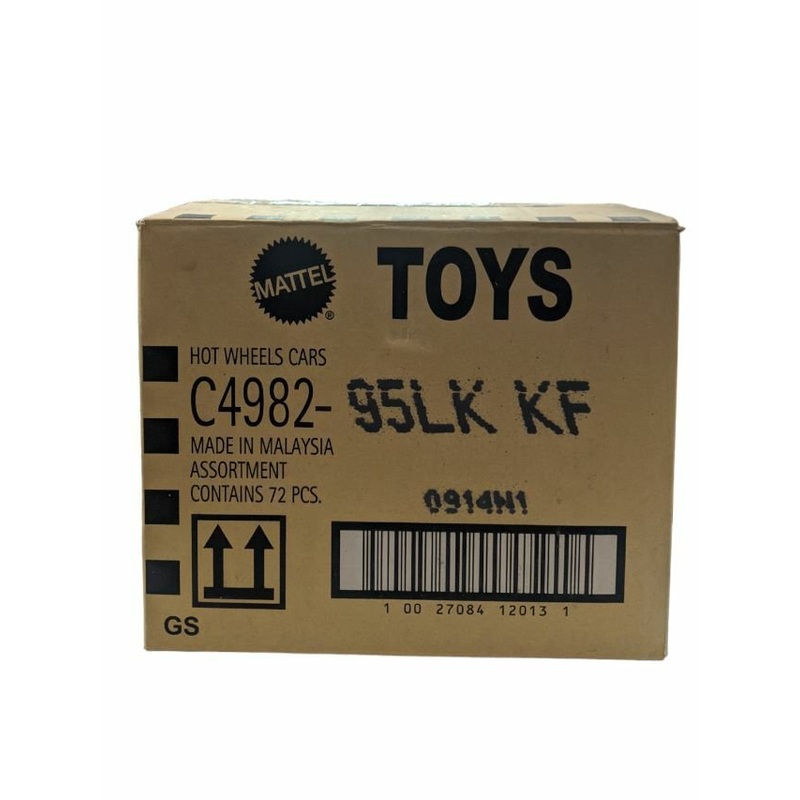 MATTEL ®
TOYS
HOT WHEELS CARS
C4982- 95LK KF
MADE IN MALAYSIA
ASSORTMENT
CONTAINS 72 PCS.
0914N1
1 00 27084 12013 1
GS